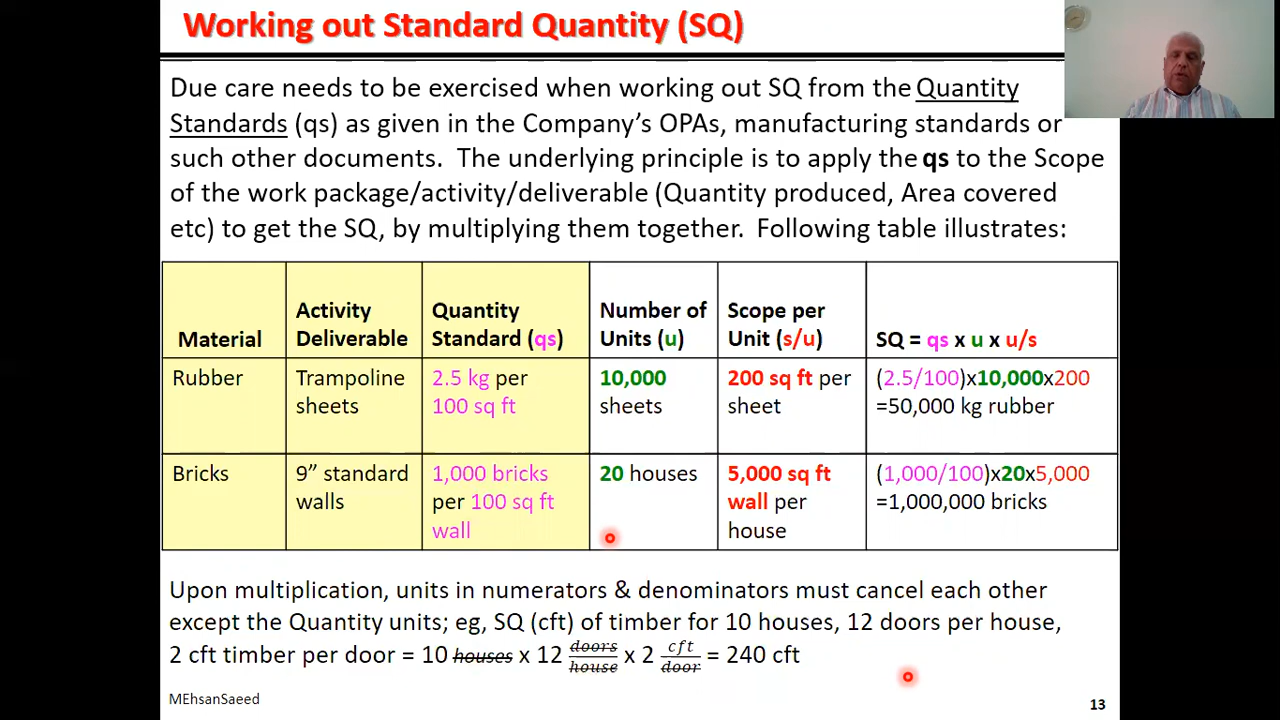 Working out Standard Quantity (SQ)
Due care needs to be exercised when working out SQ from the Quantity
Standards (qs) as given in the Company's OPAs, manufacturing standards or
such other documents. The underlying principle is to apply the qs to the Scope
of the work package/activity/deliverable (Quantity produced, Area covered
etc) to get the SQ, by multiplying them together. Following table illustrates:
Material
Activity
Deliverable
Quantity
Standard (qs)
Number of
Units (u)
Scope per
Unit (s/u)
SQ = qs x u x u/s
Rubber
Trampoline
sheets
2.5 kg per
100 sq ft
10,000
sheets
200 sq ft per
sheet
(2.5/100)x10,000x200
=50,000 kg rubber
Bricks
9” standard
walls
1,000 bricks
per 100 sq ft
wall
20 houses
5,000 sq ft
wall per
house
(1,000/100)x20x5,000
=1,000,000 bricks
Upon multiplication, units in numerators & denominators must cancel each other
except the Quantity units; eg, SQ (cft) of timber for 10 houses, 12 doors per house,
2 cft timber per door = 10 houses x 12 doors/house x 2 cft/door = 240 cft
MEhsanSaeed
13